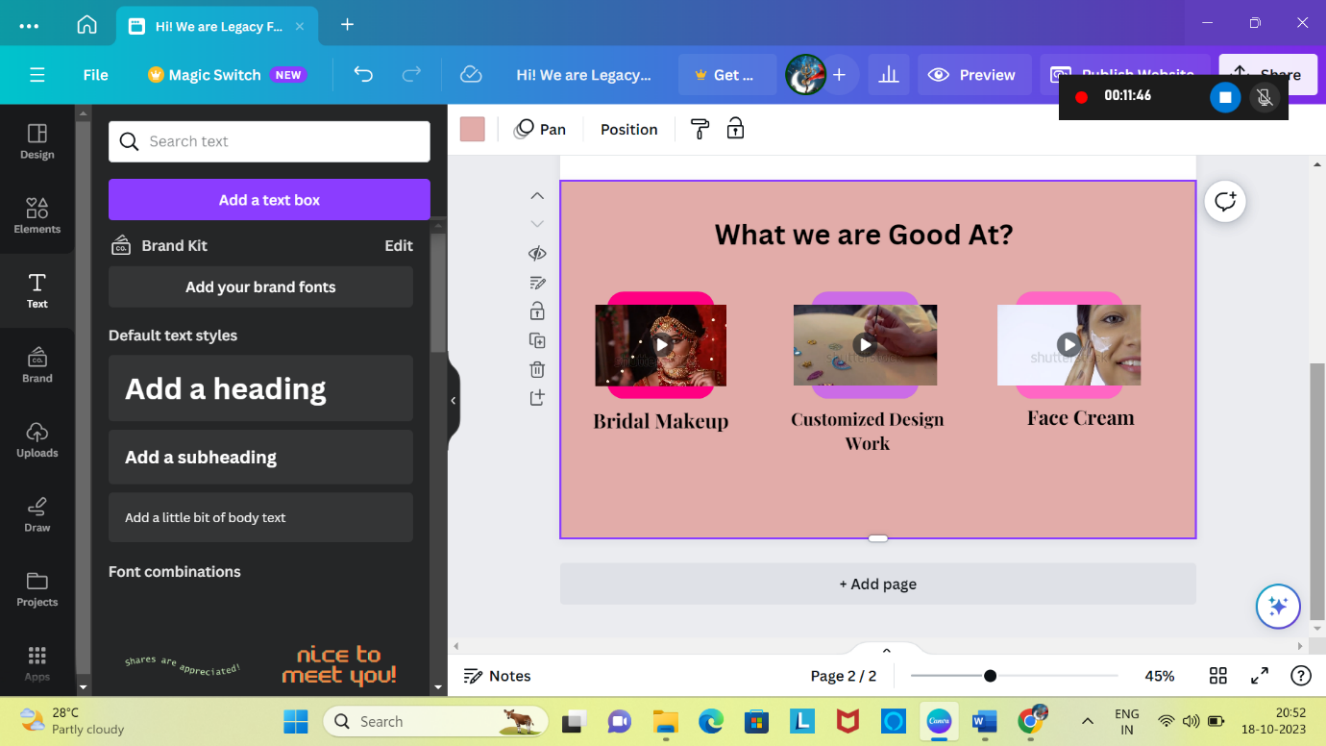 Hi! We are Legacy F...
File
Magic Switch NEW
Hi! We are Legacy...
Get ...
Preview
Publish Website
Share
00:11:46
Design
Elements
Text
Brand
Uploads
Draw
Projects
Apps
Search text
Add a text box
Brand Kit Edit
Add your brand fonts
Default text styles
Add a heading
Add a subheading
Add a little bit of body text
Font combinations
Shares are appreciated!
nice to
meet you!
Pan
Position
What we are Good At?
Bridal Makeup
Customized Design
Work
Face Cream
+ Add page
Notes
Page 2 / 2
45%
28°C
Partly cloudy
Search
Canva
ENG
IN
20:52
18-10-2023